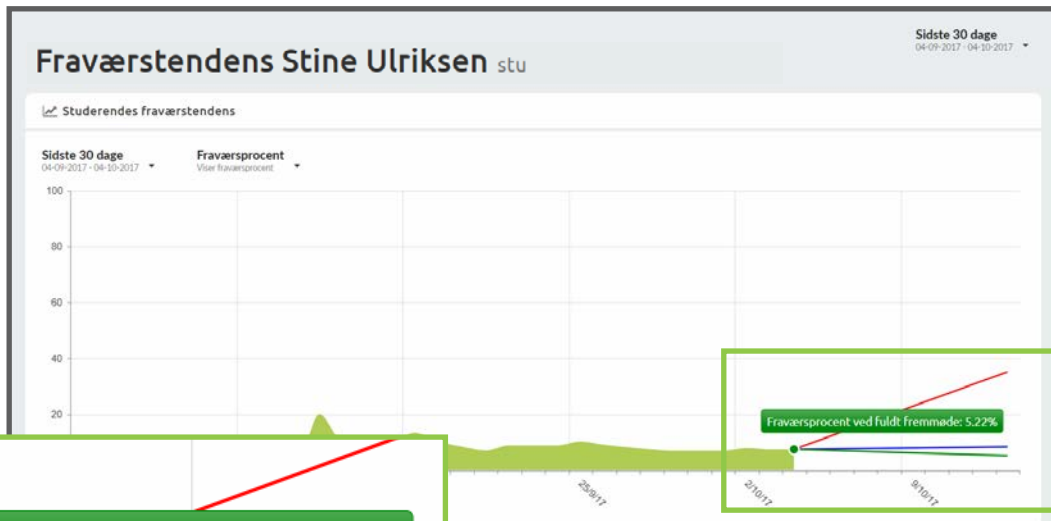 Sidste 30 dage
04-09-2017 - 04-10-2017
Fraværstendens Stine Ulriksen stu
Studerendes fraværstendens
Sidste 30 dage
04-09-2017 - 04-10-2017
Fraværsprocent
Viser fraværsprocent
100
80
60
40
20
Fraværsprocent ved fuldt fremmøde: 5.22%
25/9/17
2/10/17
9/10/17